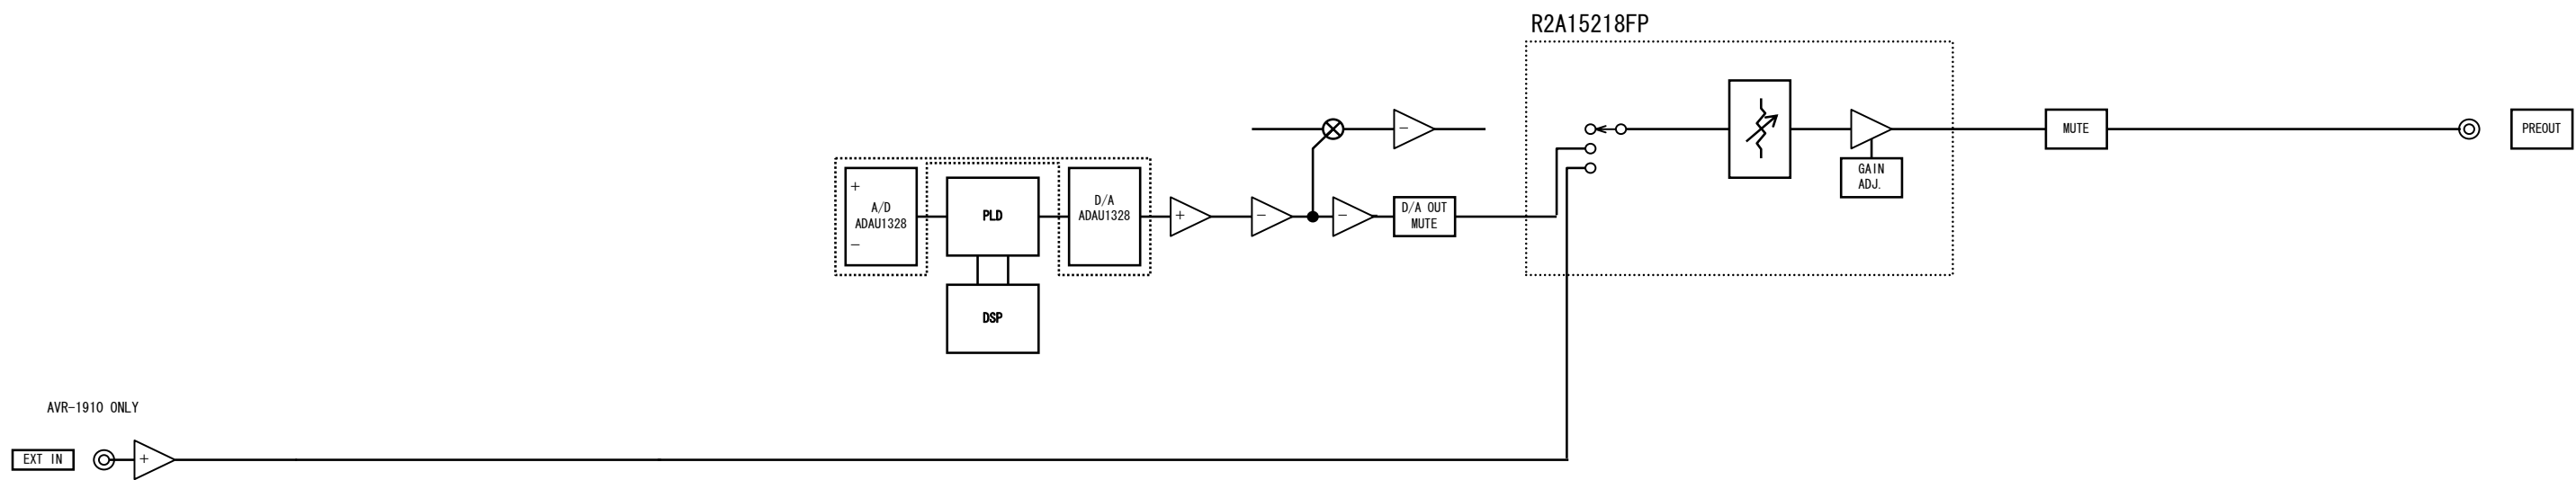 R2A15218FP
MUTE
PREOUT
GAIN
ADJ.
+
A/D
ADAU1328
−
PLD
D/A
ADAU1328
+
−
−
−
D/A OUT
MUTE
DSP
AVR-1910 ONLY
EXT IN
+